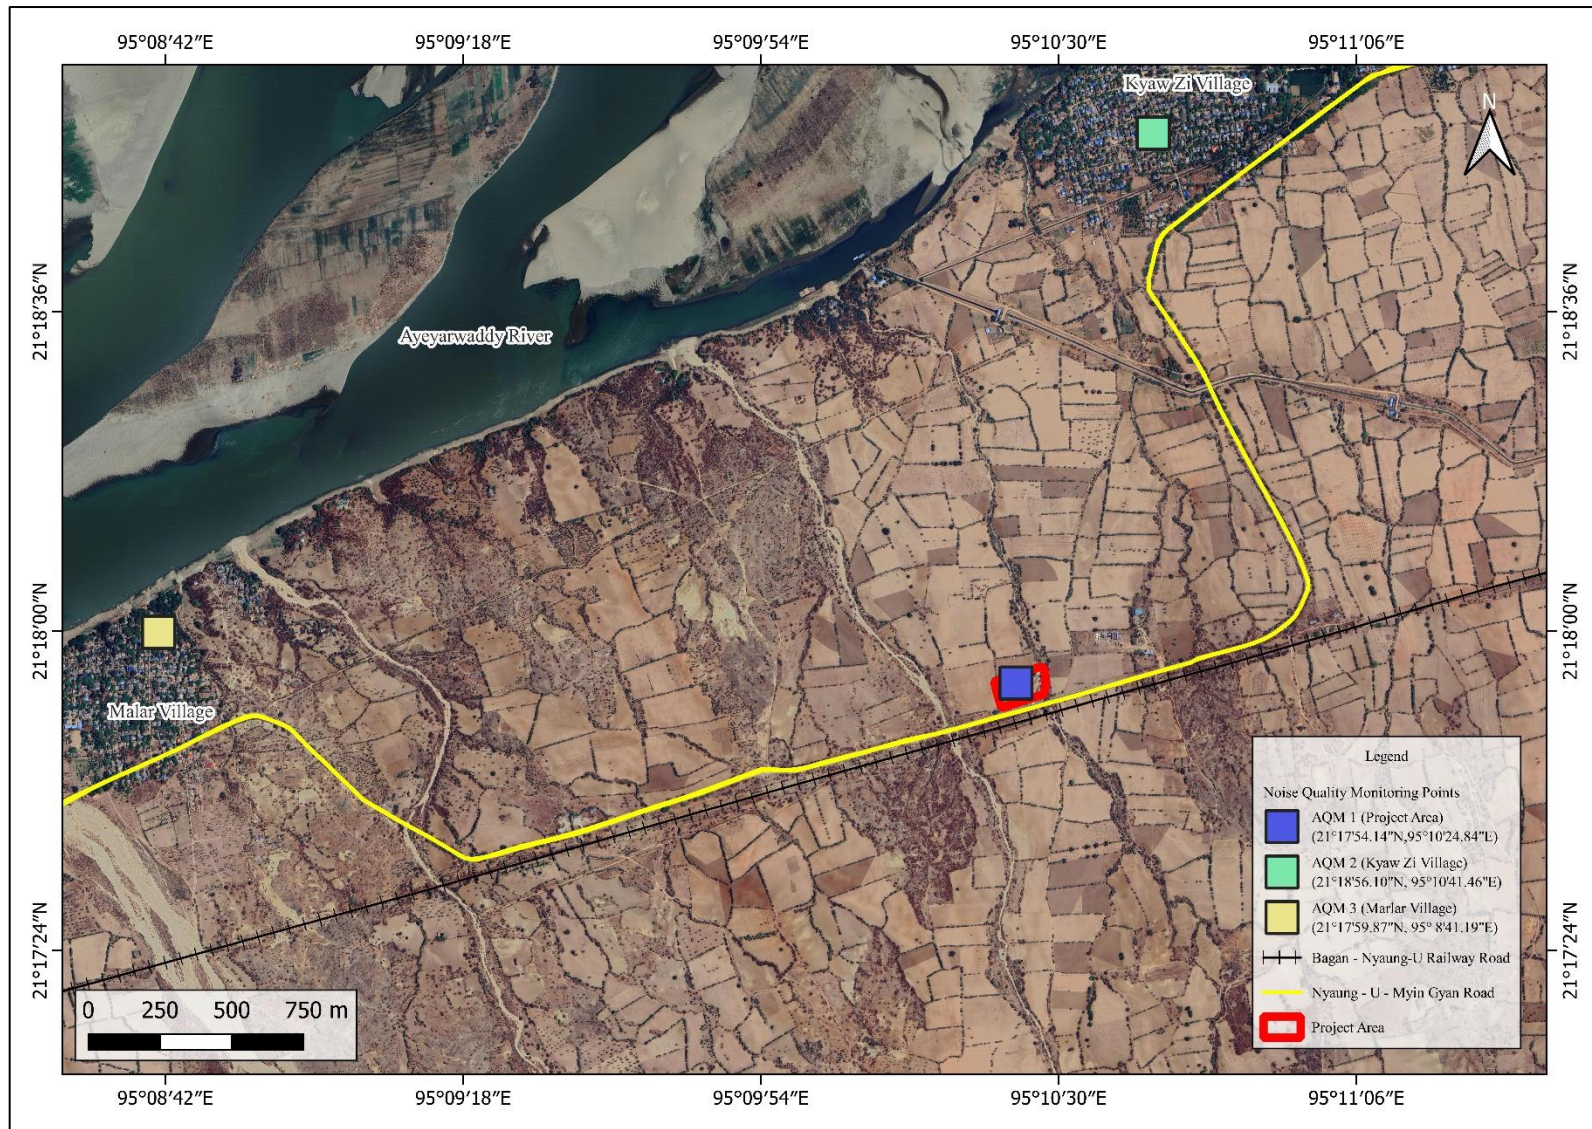 95°08′42″E 95°09′18″E 95°09′54″E 95°10′30″E 95°11′06″E
Kyaw Zi Village
N
21°18′36″N
21°18′36″N
Ayeyarwaddy River
21°18′00″N
21°18′00″N
Malar Village
Legend
Noise Quality Monitoring Points
AQM 1 (Project Area)
(21°17'54.14"N,95°10'24.84"E)
AQM 2 (Kyaw Zi Village)
(21°18'56.10"N, 95°10'41.46"E)
AQM 3 (Marlar Village)
(21°17'59.87"N, 95° 8'41.19"E)
Bagan - Nyaung-U Railway Road
Nyaung - U - Myin Gyan Road
Project Area
21°17′24″N
21°17′24″N
0 250 500 750 m
95°08′42″E 95°09′18″E 95°09′54″E 95°10′30″E 95°11′06″E